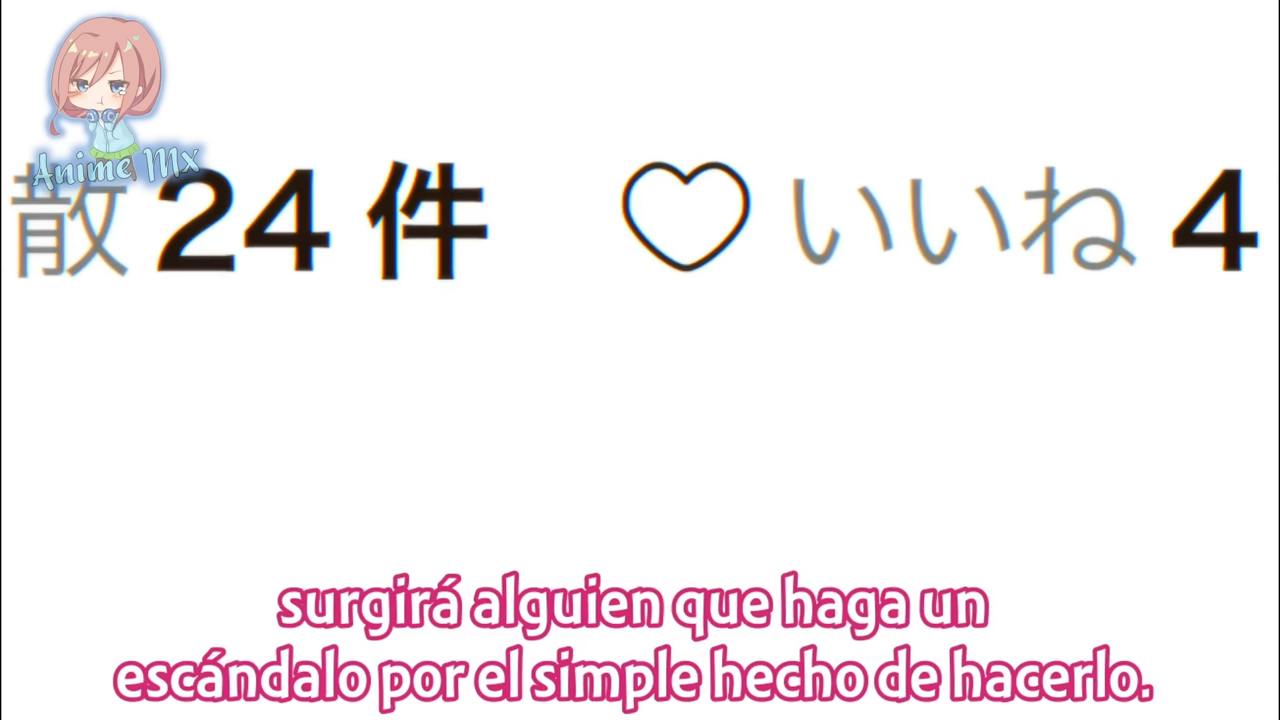 Anime Mx
散 24 件 ♡ いいね 4
surgirá alguien que haga un
escándalo por el simple hecho de hacerlo.